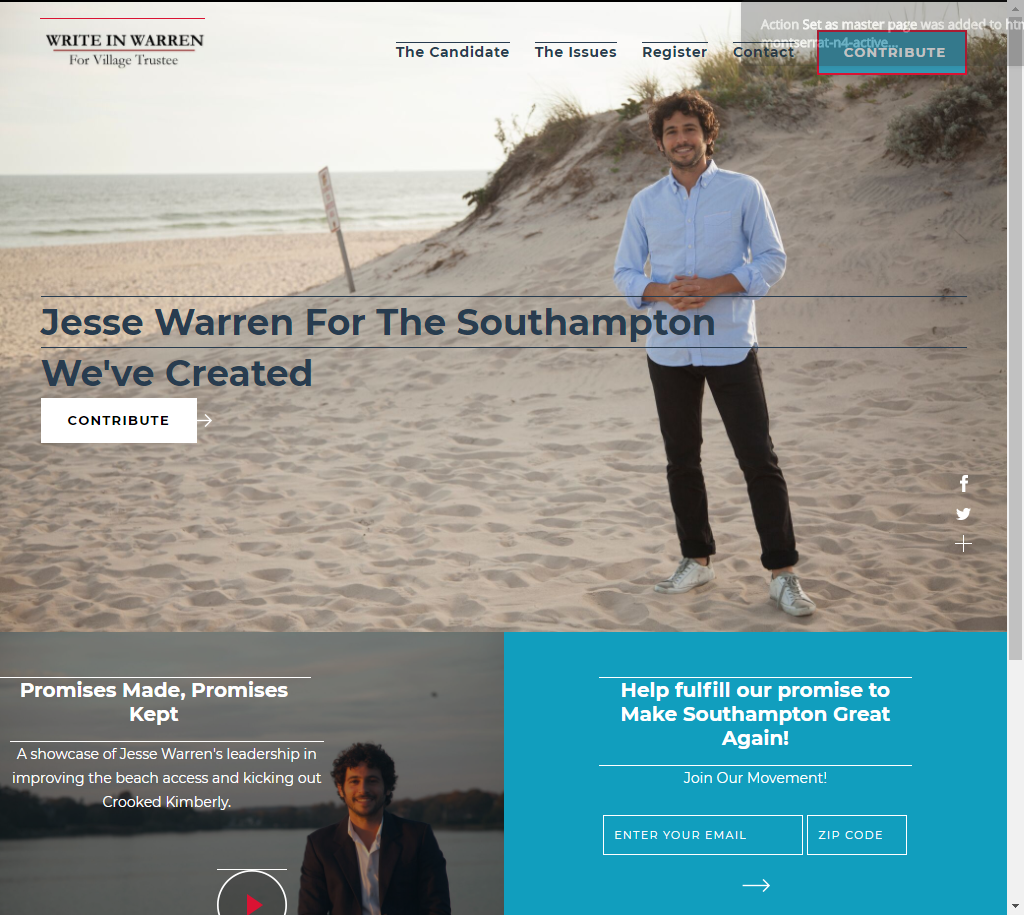 WRITE IN WARREN
For Village Trustee
The Candidate
The Issues
Register
Contact
CONTRIBUTE
Action Set as master page was added to htm
montserrat-n4-active...
Jesse Warren For The Southampton
We've Created
CONTRIBUTE
Promises Made, Promises
Kept
A showcase of Jesse Warren's leadership in
improving the beach access and kicking out
Crooked Kimberly.
Help fulfill our promise to
Make Southampton Great
Again!
Join Our Movement!
ENTER YOUR EMAIL
ZIP CODE